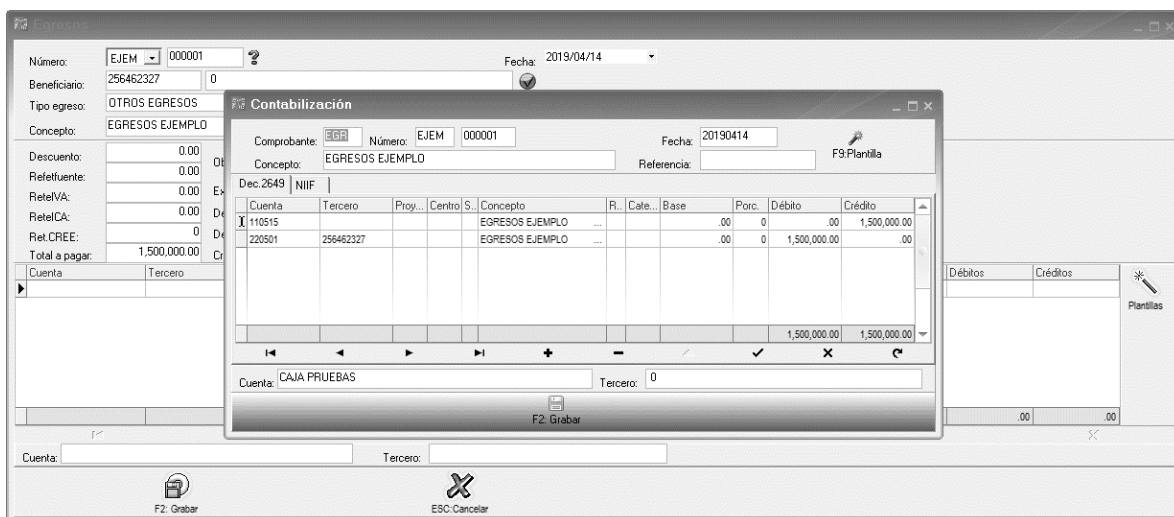 Egresos
Número: EJEM 000001 Fecha: 2019/04/14
Beneficiario: 256462327 0
Tipo egreso: OTROS EGRESOS
Concepto: EGRESOS EJEMPLO
Descuento: 0.00
Refetfuente: 0.00
ReteIVA: 0.00
ReteICA: 0.00
Ret.CREE: 0
Total a pagar: 1,500,000.00
Cuenta Tercero Débitos Créditos
Plantillas
.00 .00
Cuenta: Tercero:
F2: Grabar ESC:Cancelar
Contabilización
Comprobante: EGR Número: EJEM 000001 Fecha: 20190414
Concepto: EGRESOS EJEMPLO Referencia:
F9:Plantilla
Dec.2649 NIIF
Cuenta Tercero Proy... Centro S.. Concepto R.. Cate... Base Porc. Débito Crédito
110515 EGRESOS EJEMPLO ... .00 0 .00 1,500,000.00
220501 256462327 EGRESOS EJEMPLO ... .00 0 1,500,000.00 .00
1,500,000.00 1,500,000.00
Cuenta: CAJA PRUEBAS Tercero: 0
F2: Grabar